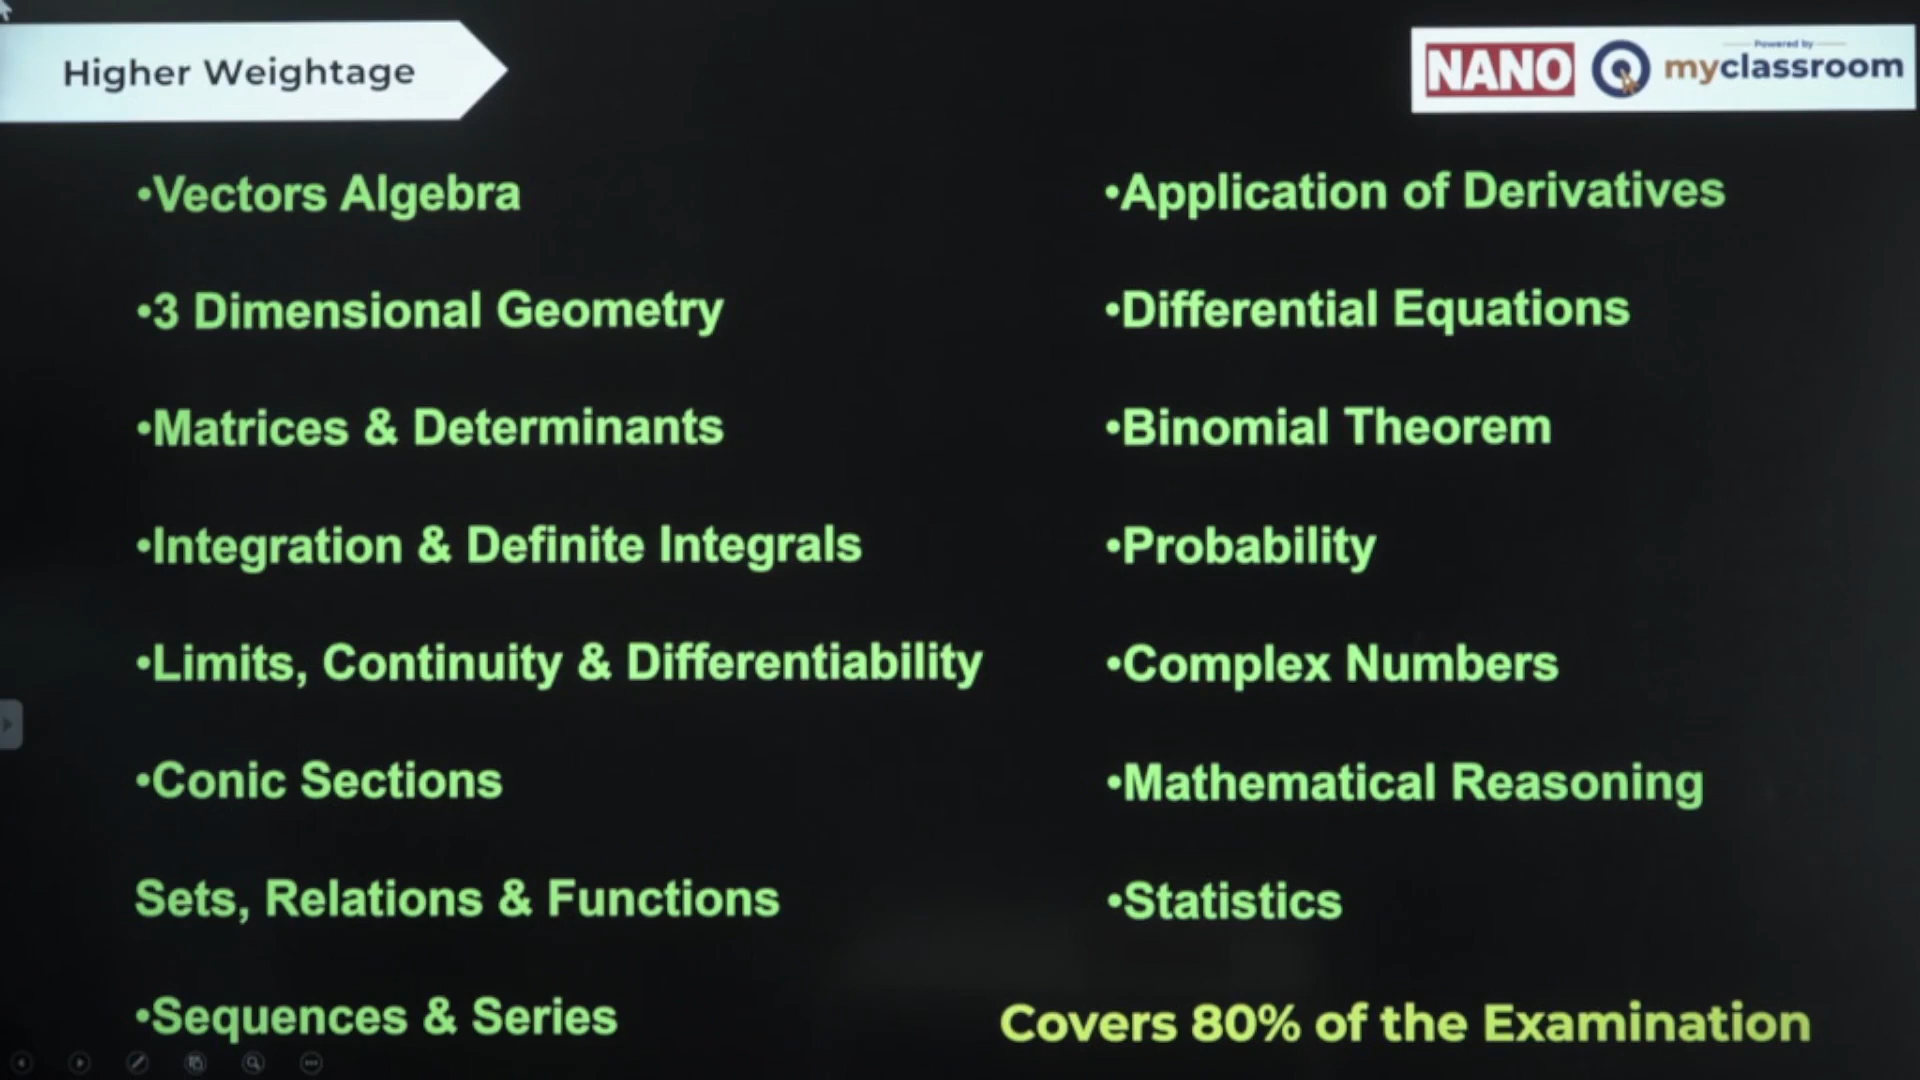 Higher Weightage
NANO
Powered by
myclassroom
•Vectors Algebra
•3 Dimensional Geometry
•Matrices & Determinants
•Integration & Definite Integrals
•Limits, Continuity & Differentiability
•Conic Sections
Sets, Relations & Functions
•Sequences & Series
•Application of Derivatives
•Differential Equations
•Binomial Theorem
•Probability
•Complex Numbers
•Mathematical Reasoning
•Statistics
Covers 80% of the Examination